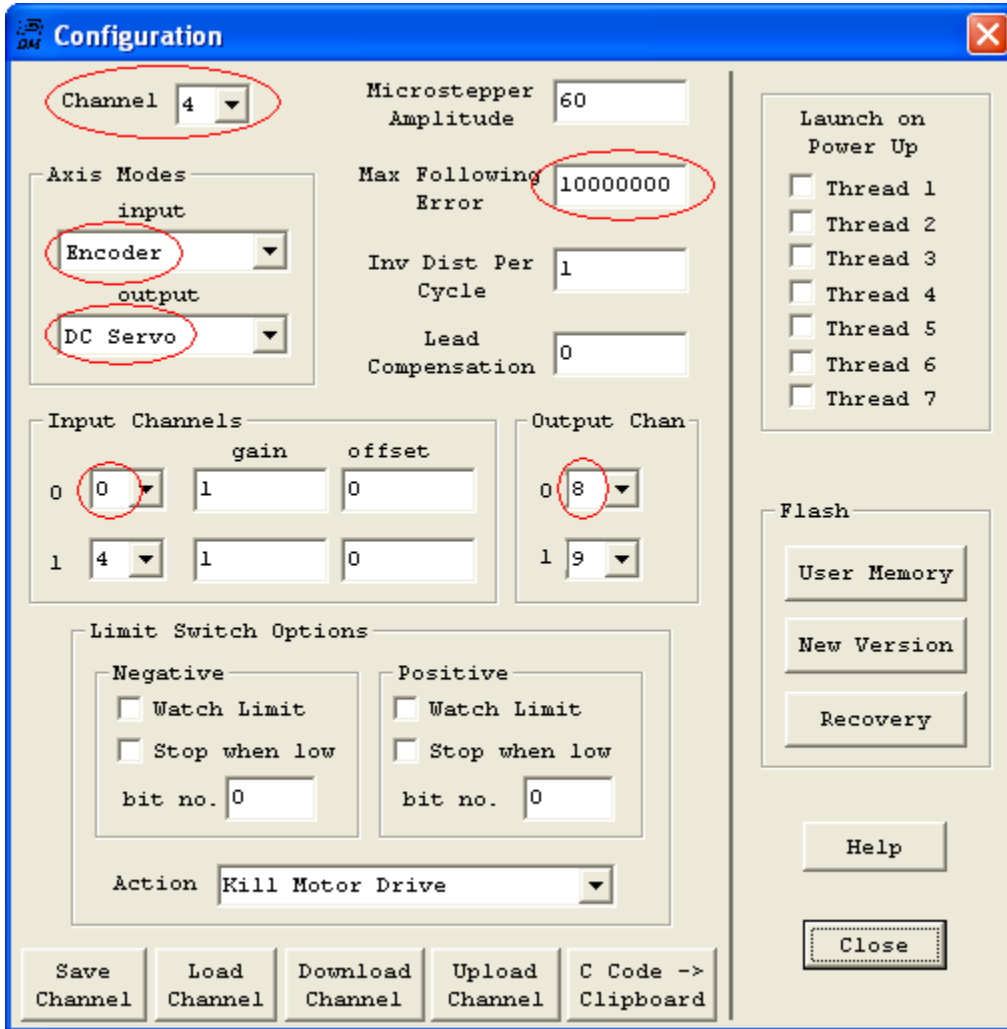 Configuration
Channel 4
Microstepper
Amplitude
60
Axis Modes
input
Encoder
output
DC Servo
Max Following
Error
10000000
Inv Dist Per
Cycle
1
Lead
Compensation
0
Launch on
Power Up
Thread 1
Thread 2
Thread 3
Thread 4
Thread 5
Thread 6
Thread 7
Input Channels
gain offset
0 0 1 0
1 4 1 0
Output Chan
0 8
1 9
Flash
User Memory
New Version
Recovery
Limit Switch Options
Negative
Watch Limit
Stop when low
bit no. 0
Positive
Watch Limit
Stop when low
bit no. 0
Action Kill Motor Drive
Help
Close
Save
Channel
Load
Channel
Download
Channel
Upload
Channel
C Code ->
Clipboard